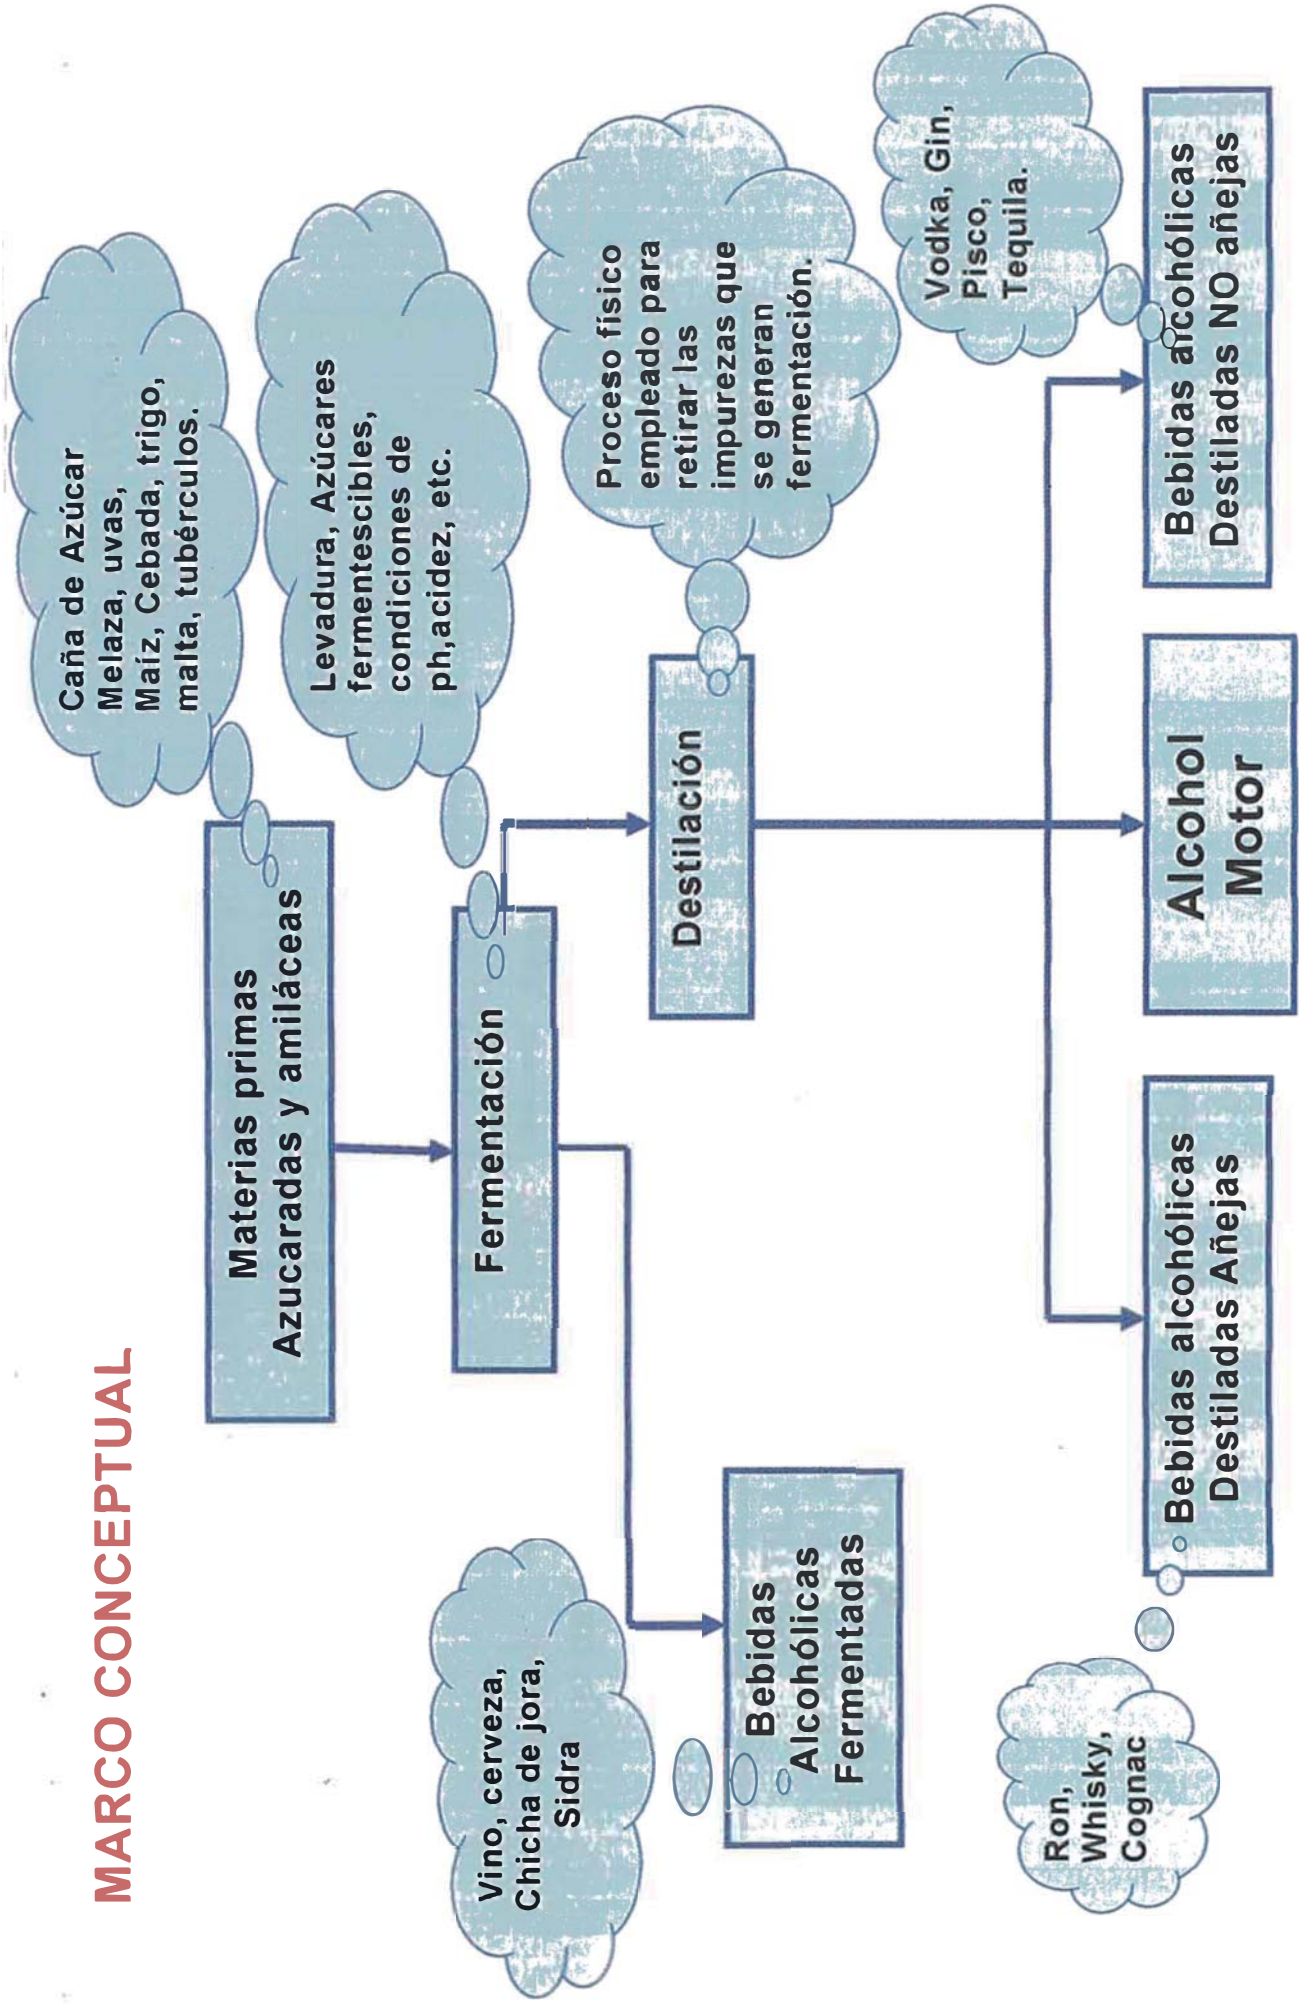 MARCO CONCEPTUAL
Caña de Azúcar
Melaza, uvas,
Maíz, Cebada, trigo,
malta, tubérculos.
Materias primas
Azucaradas y amiláceas
Levadura, Azúcares
fermentescibles,
condiciones de
ph,acidez, etc.
Fermentación
Vino, cerveza,
Chicha de jora,
Sidra
Bebidas
Alcohólicas
Fermentadas
Proceso físico
empleado para
retirar las
impurezas que
se generan
fermentación.
Destilación
Ron,
Whisky,
Cognac
Bebidas alcohólicas
Destiladas Añejas
Alcohol
Motor
Vodka, Gin,
Pisco,
Tequila.
Bebidas alcohólicas
Destiladas NO añejas